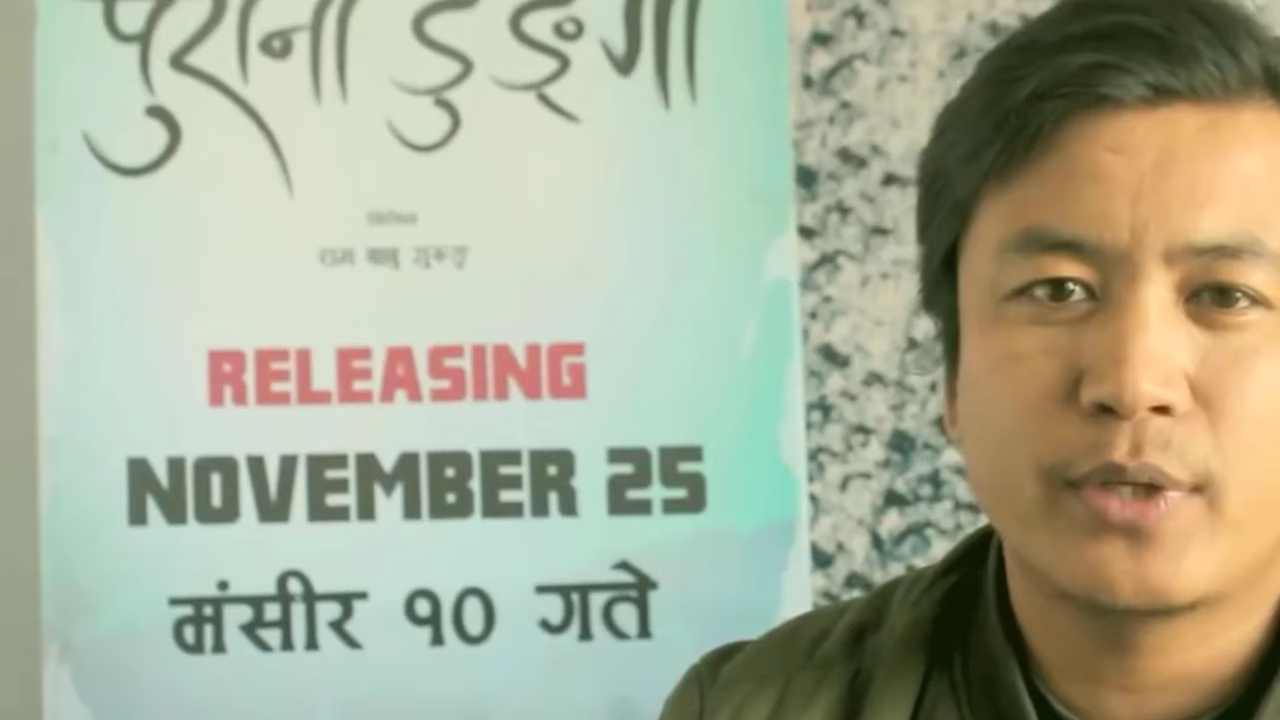 पुरानो डुङ्गा
राम बाबु गुरुङ
RELEASING
NOVEMBER 25
मंसीर १० गते